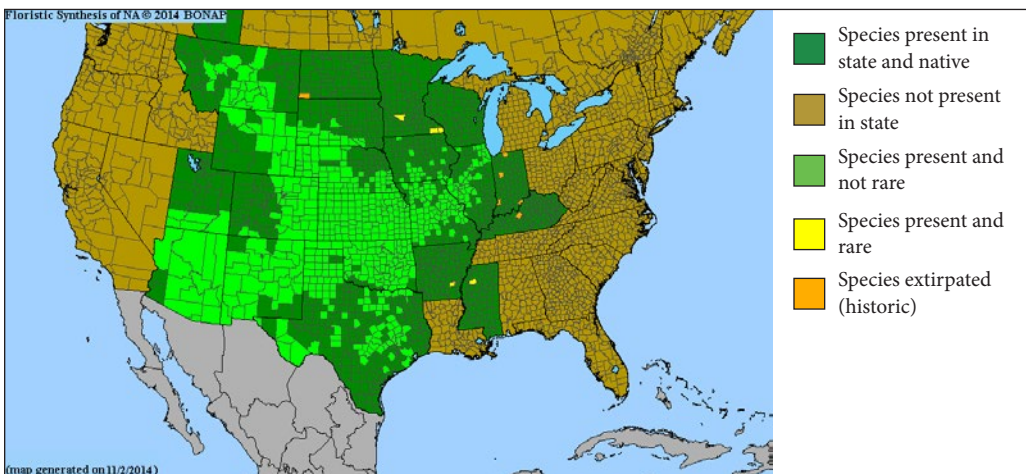 Floristic Synthesis of NA © 2014 BONAP
(map generated on 11/2/2014)
Species present in
state and native
Species not present
in state
Species present and
not rare
Species present and
rare
Species extirpated
(historic)